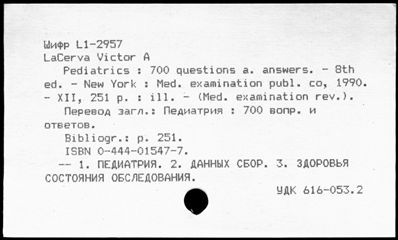 Шифр L1-2957
LaCerva Victor A
Pediatrics : 700 questions a. answers. - 8th
ed. - New York : Med. examination publ. co, 1990.
- XII, 251 p. : ill. - (Med. examination rev.).
Перевод загл.: Педиатрия : 700 вопр. и
ответов.
Bibliogr.: p. 251.
ISBN 0-444-01547-7.
-- 1. ПЕДИАТРИЯ. 2. ДАННЫХ СБОР. 3. ЗДОРОВЬЯ
СОСТОЯНИЯ ОБСЛЕДОВАНИЯ.
УДК 616-053.2